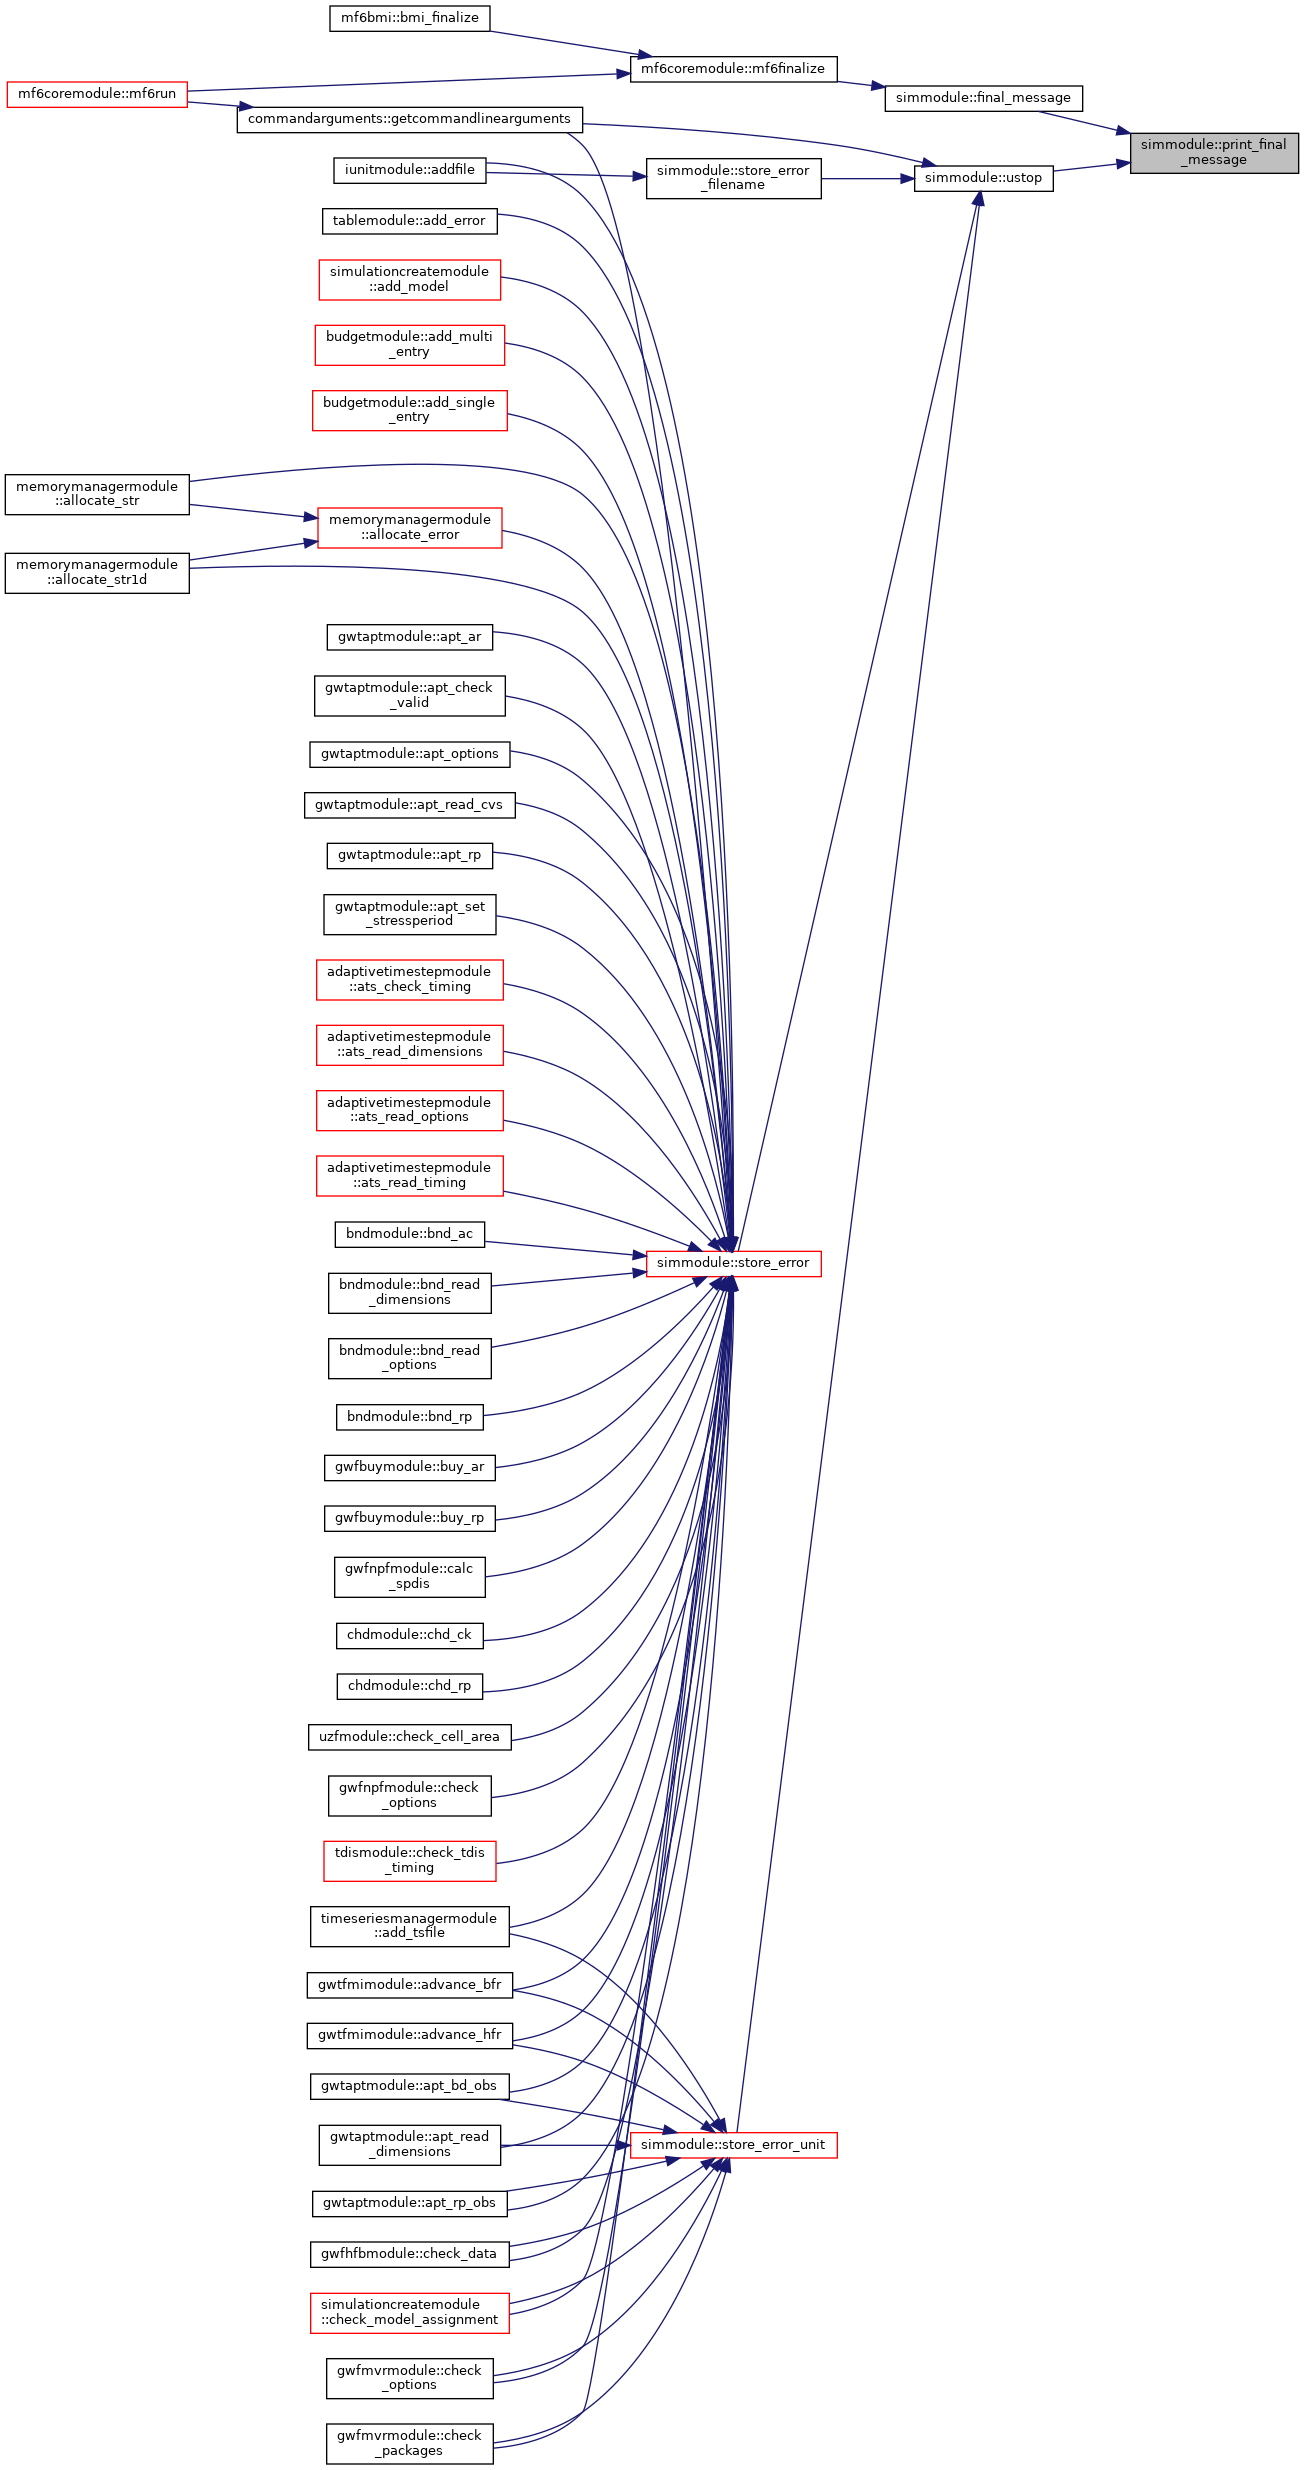 mf6bmi::bmi_finalize
mf6coremodule::mf6finalize
mf6coremodule::mf6run
simmodule::final_message
commandarguments::getcommandlinearguments
simmodule::print_final
_message
iunitmodule::addfile
simmodule::store_error
_filename
simmodule::ustop
tablemodule::add_error
simulationcreatemodule
::add_model
budgetmodule::add_multi
_entry
budgetmodule::add_single
_entry
memorymanagermodule
::allocate_str
memorymanagermodule
::allocate_error
memorymanagermodule
::allocate_str1d
gwtaptmodule::apt_ar
gwtaptmodule::apt_check
_valid
gwtaptmodule::apt_options
gwtaptmodule::apt_read_cvs
gwtaptmodule::apt_rp
gwtaptmodule::apt_set
_stressperiod
adaptivetimestepmodule
::ats_check_timing
adaptivetimestepmodule
::ats_read_dimensions
adaptivetimestepmodule
::ats_read_options
adaptivetimestepmodule
::ats_read_timing
bndmodule::bnd_ac
simmodule::store_error
bndmodule::bnd_read
_dimensions
bndmodule::bnd_read
_options
bndmodule::bnd_rp
gwfbuymodule::buy_ar
gwfbuymodule::buy_rp
gwfnpfmodule::calc
_spdis
chdmodule::chd_ck
chdmodule::chd_rp
uzfmodule::check_cell_area
gwfnpfmodule::check
_options
tdismodule::check_tdis
_timing
timeseriesmanagermodule
::add_tsfile
gwtfmimodule::advance_bfr
gwtfmimodule::advance_hfr
gwtaptmodule::apt_bd_obs
gwtaptmodule::apt_read
_dimensions
simmodule::store_error_unit
gwtaptmodule::apt_rp_obs
gwfhfbmodule::check_data
simulationcreatemodule
::check_model_assignment
gwfmvrmodule::check
_options
gwfmvrmodule::check
_packages